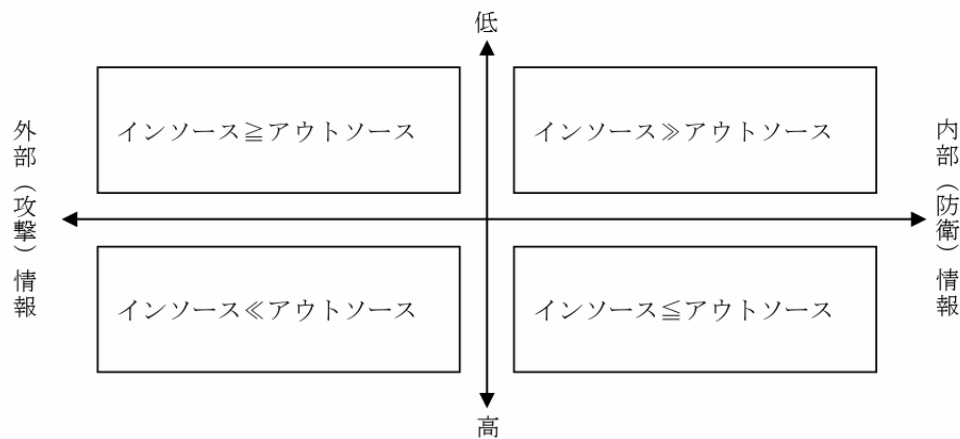 低
インソース≧アウトソース
インソース≫アウトソース
外部（攻撃）情報
内部（防衛）情報
インソース≪アウトソース
インソース≦アウトソース
高